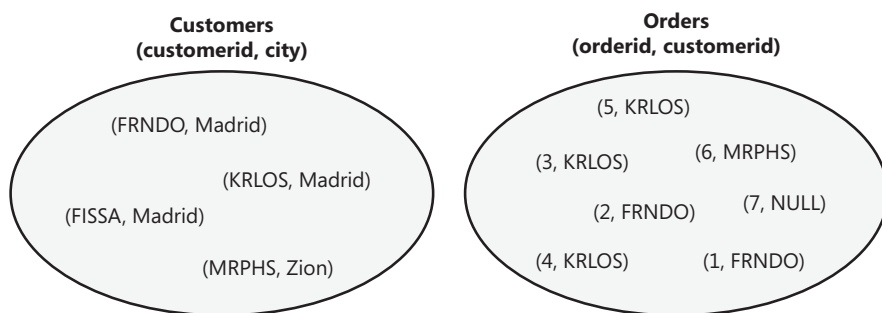 Customers
(customerid, city)
(FRNDO, Madrid)
(KRLOS, Madrid)
(FISSA, Madrid)
(MRPHS, Zion)
Orders
(orderid, customerid)
(5, KRLOS)
(6, MRPHS)
(3, KRLOS)
(7, NULL)
(2, FRNDO)
(4, KRLOS)
(1, FRNDO)